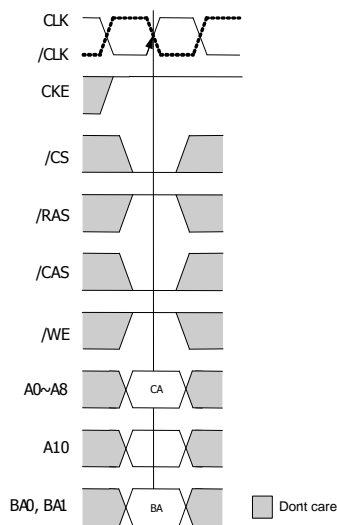 CLK
/CLK
CKE
/CS
/RAS
/CAS
/WE
A0~A8
CA
A10
BA0, BA1
BA
Dont care